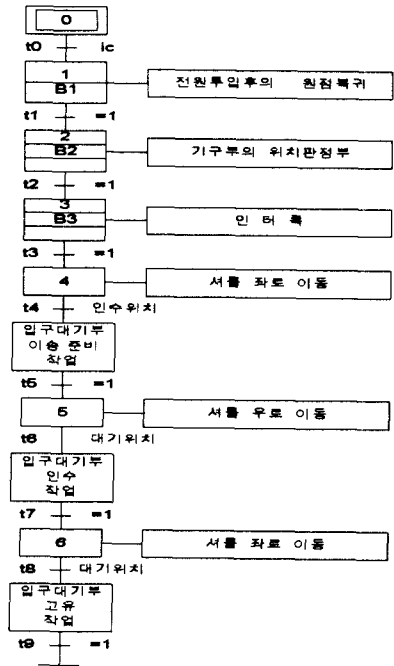 0
t0 ic
1
B1
전원투입후의 원점복귀
t1 =1
2
B2
기구부의 위치판정부
t2 =1
3
B3
인터록
t3 =1
4
셔틀 좌로 이동
t4 인수위치
입구대기부
이송 준비
작업
t5 =1
5
셔틀 우로 이동
t6 대기위치
입구대기부
인수
작업
t7 =1
6
셔틀 좌로 이동
t8 대기위치
입구대기부
고유
작업
t9 =1